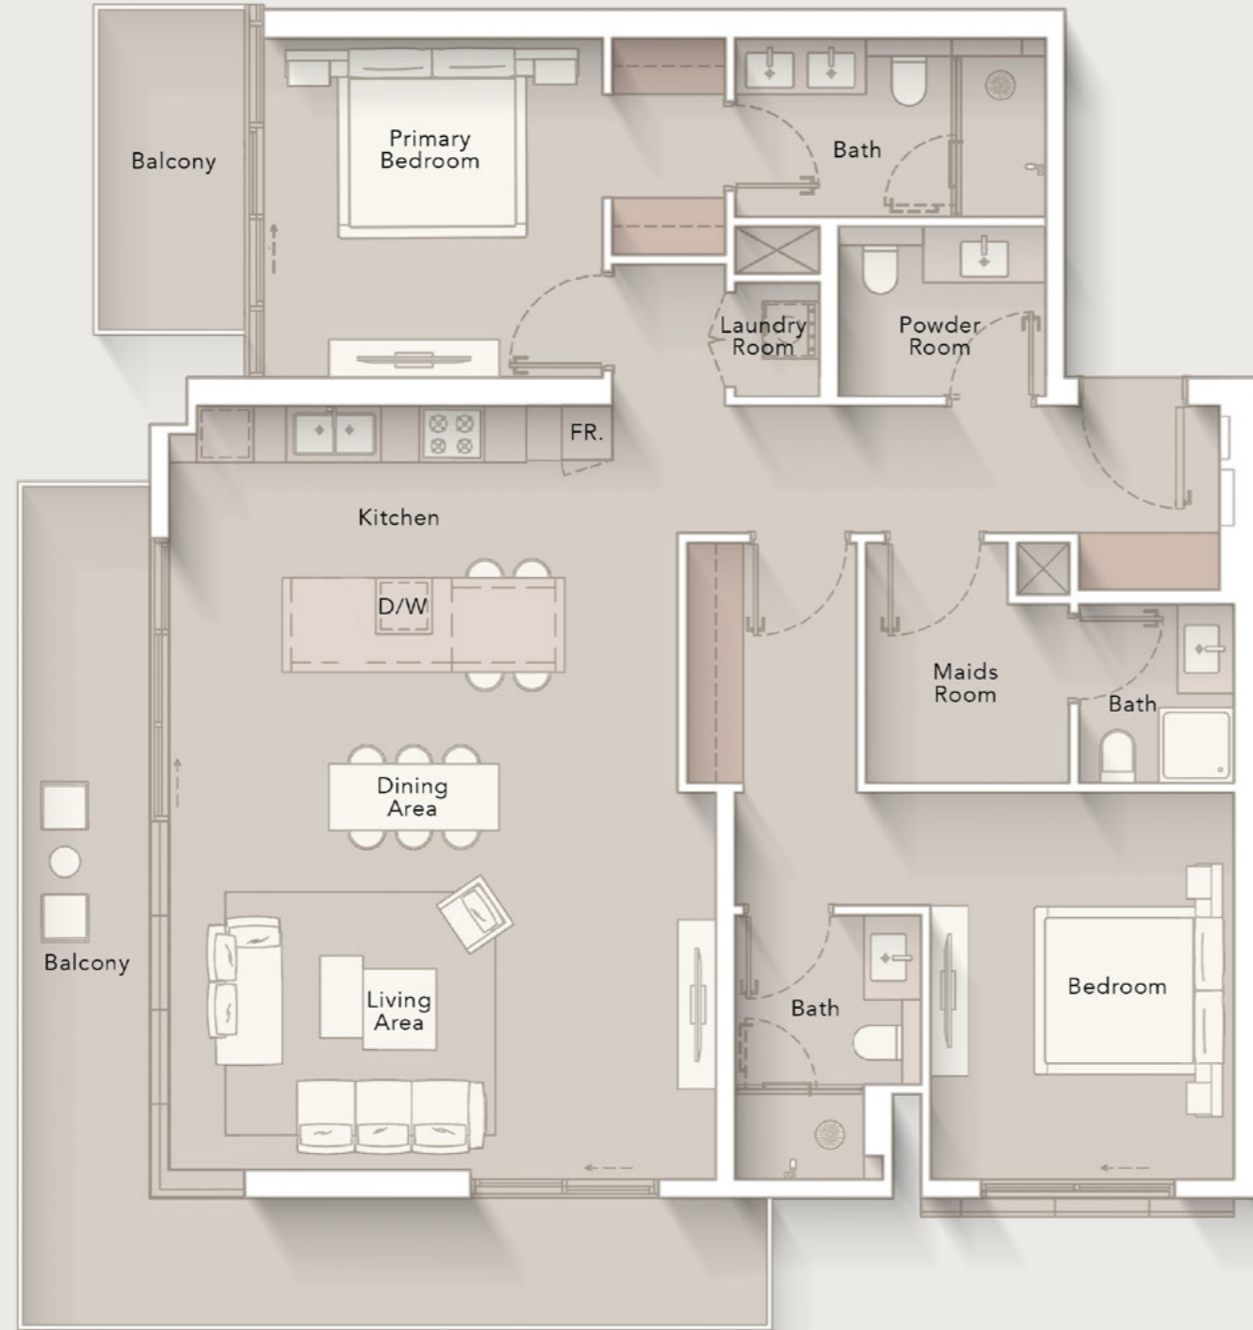 Primary
Bedroom
Balcony
Bath
Laundry
Room
Powder
Room
FR.
Kitchen
D/W
Maids
Room
Bath
Dining
Area
Balcony
Living
Area
Bath
Bedroom